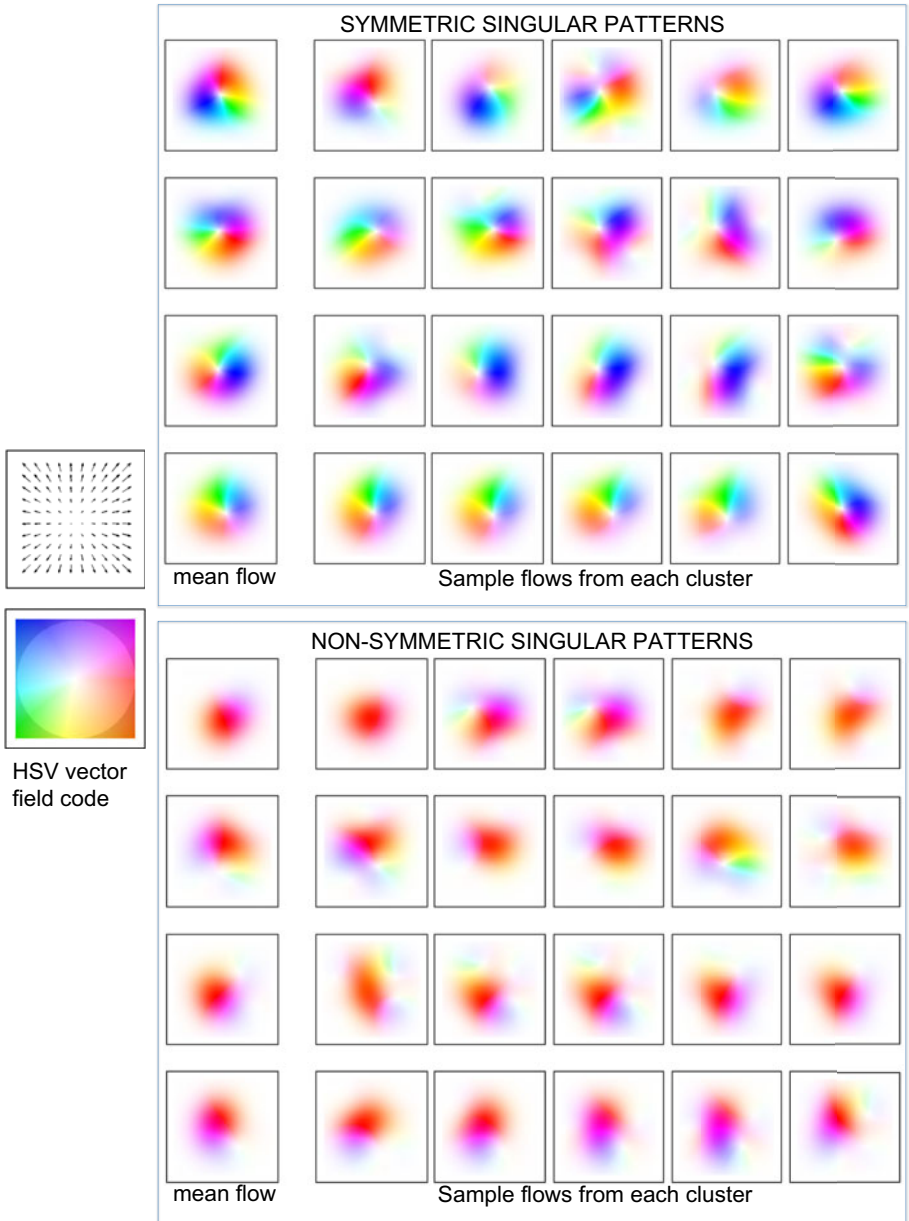 SYMMETRIC SINGULAR PATTERNS
mean flow
Sample flows from each cluster
HSV vector
field code
NON-SYMMETRIC SINGULAR PATTERNS
mean flow
Sample flows from each cluster